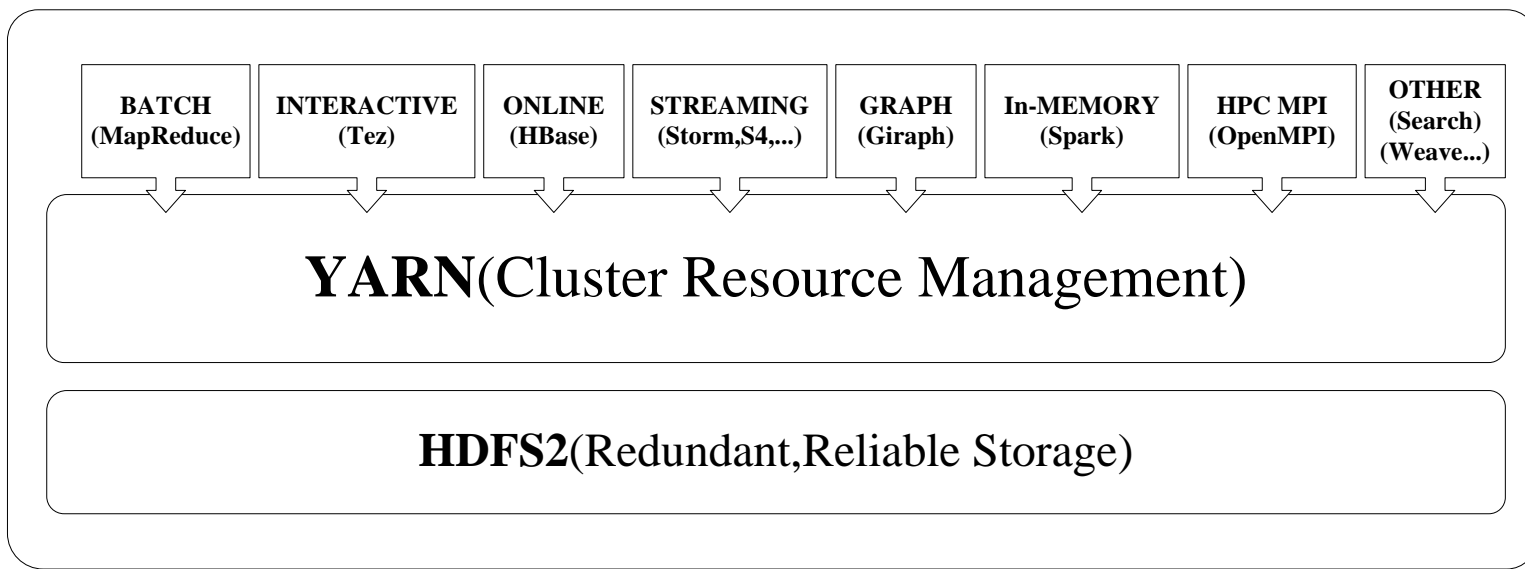 BATCH
(MapReduce)
INTERACTIVE
(Tez)
ONLINE
(HBase)
STREAMING
(Storm,S4,...)
GRAPH
(Giraph)
In-MEMORY
(Spark)
HPC MPI
(OpenMPI)
OTHER
(Search)
(Weave...)
YARN(Cluster Resource Management)
HDFS2(Redundant,Reliable Storage)